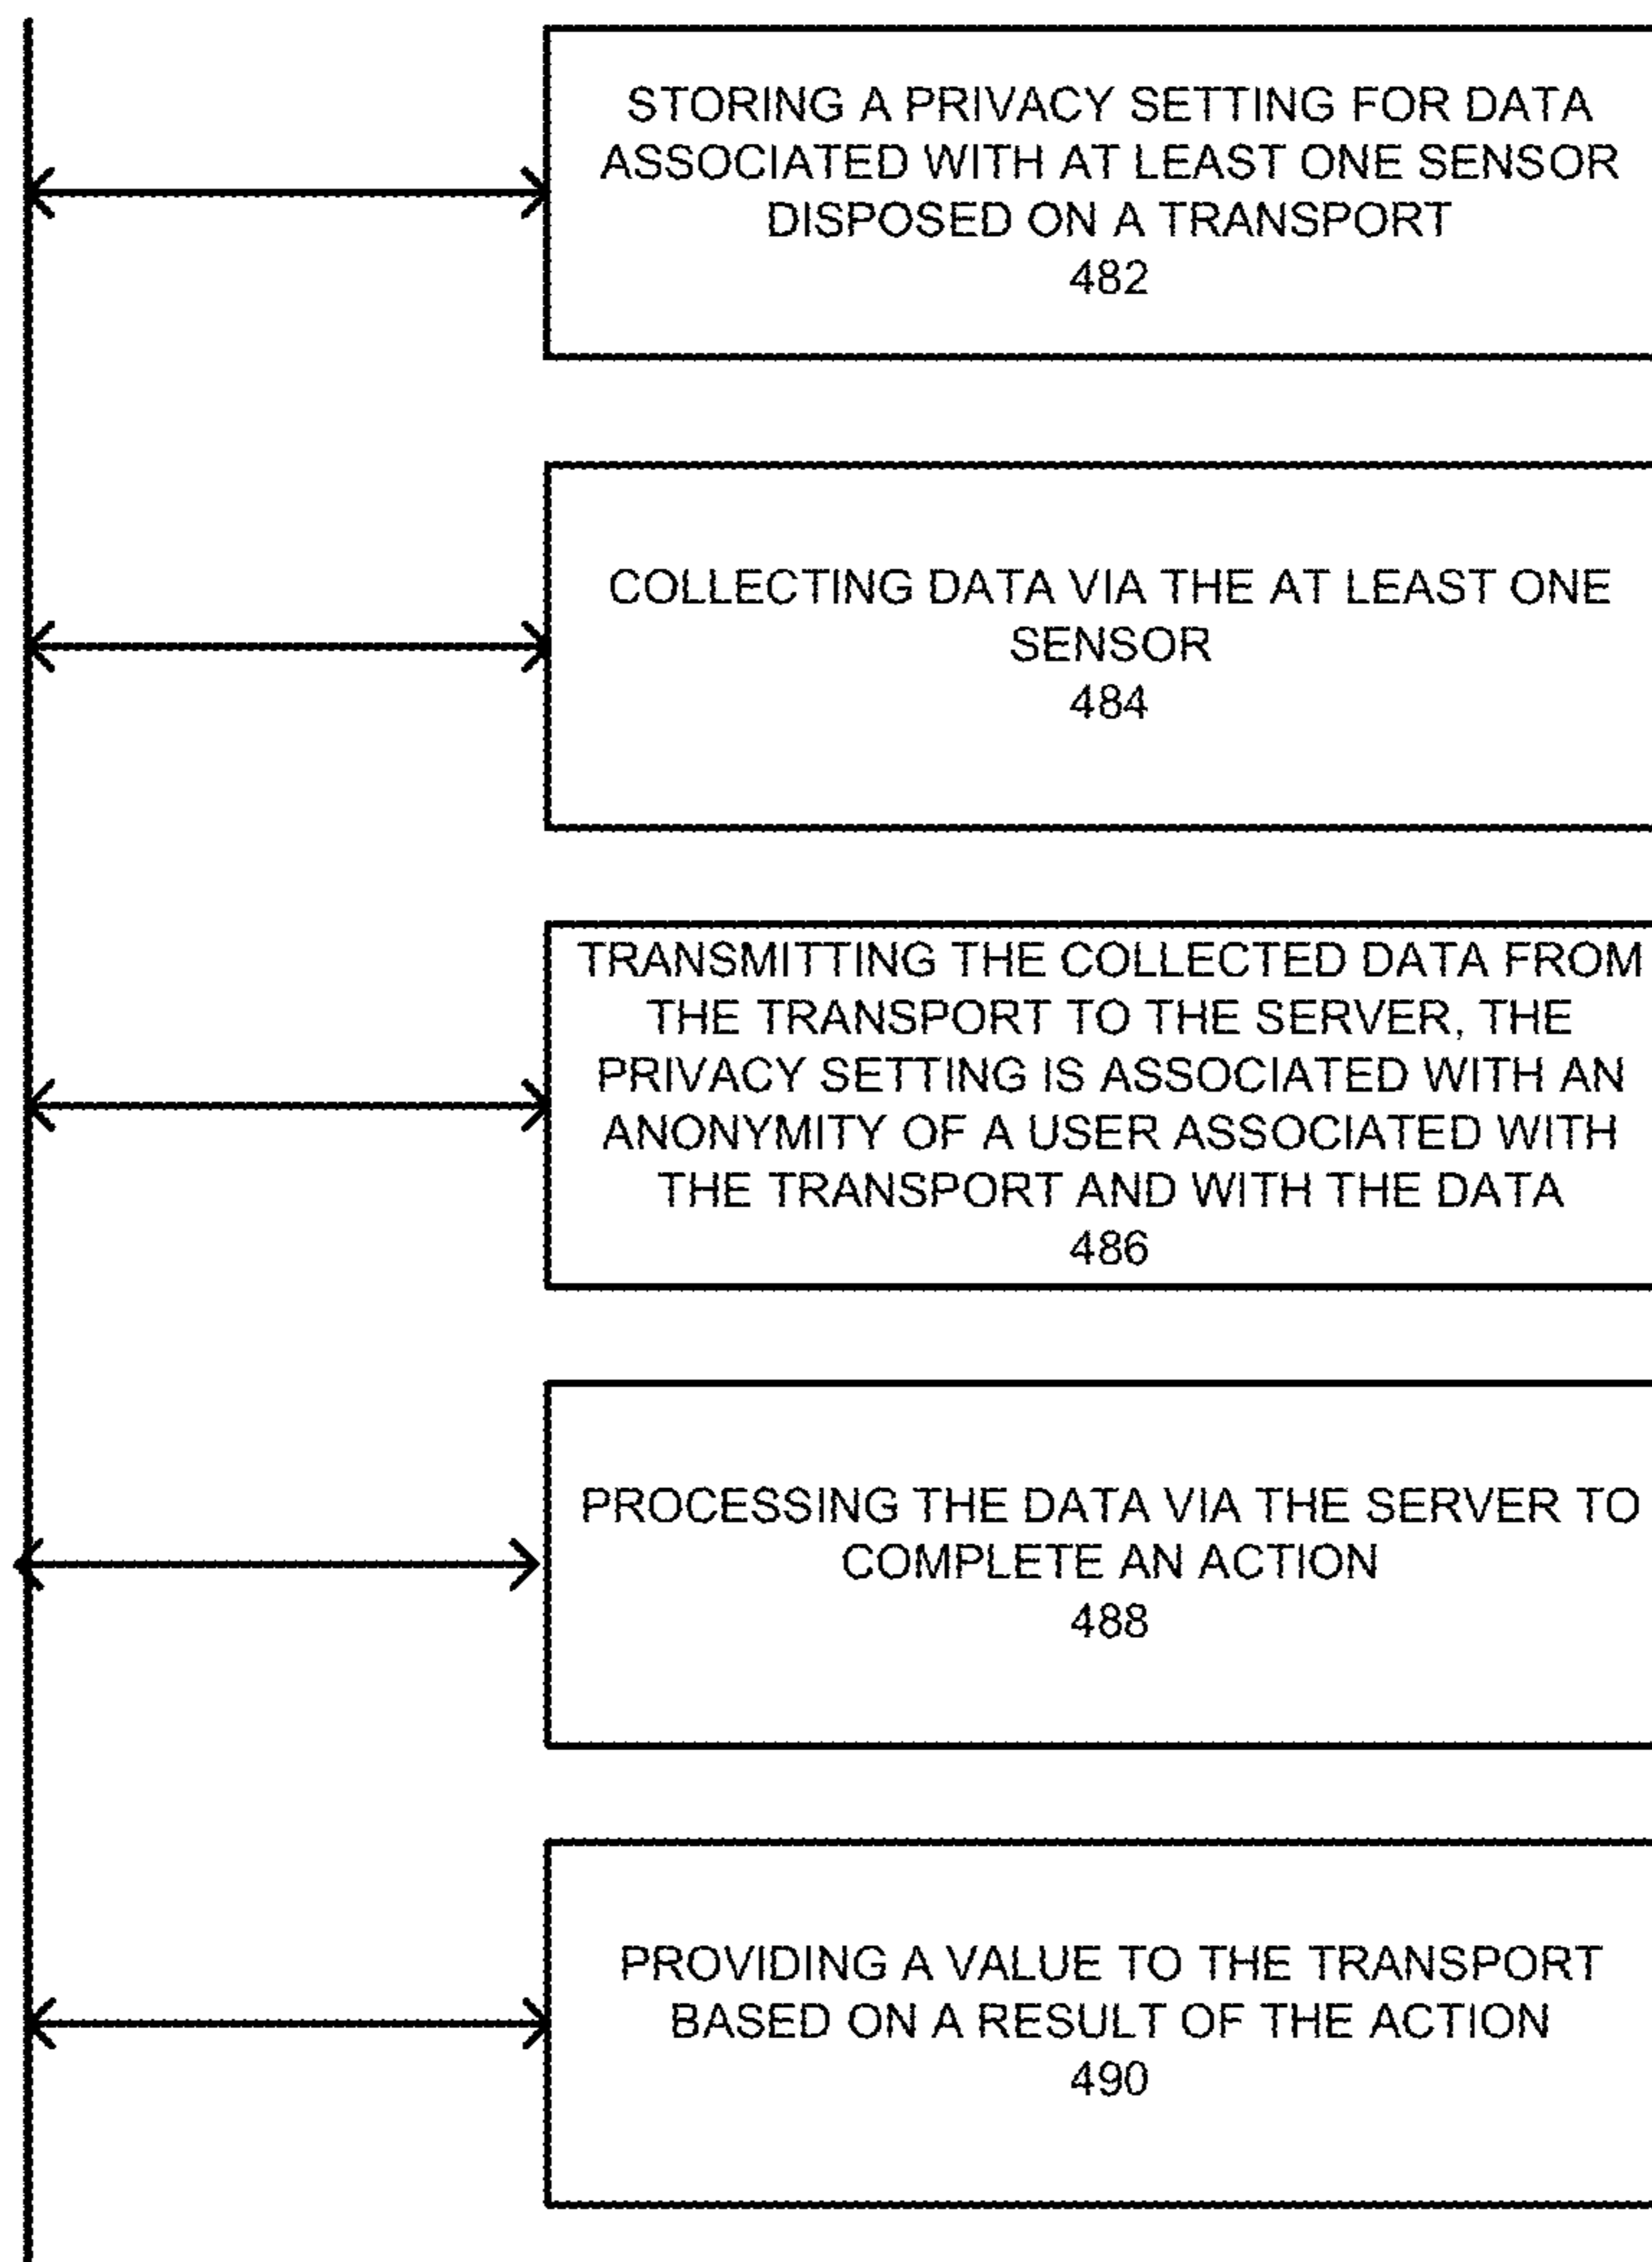 STORING A PRIVACY SETTING FOR DATA
ASSOCIATED WITH AT LEAST ONE SENSOR
DISPOSED ON A TRANSPORT
482
COLLECTING DATA VIA THE AT LEAST ONE
SENSOR
484
TRANSMITTING THE COLLECTED DATA FROM
THE TRANSPORT TO THE SERVER, THE
PRIVACY SETTING IS ASSOCIATED WITH AN
ANONYMITY OF A USER ASSOCIATED WITH
THE TRANSPORT AND WITH THE DATA
486
PROCESSING THE DATA VIA THE SERVER TO
COMPLETE AN ACTION
488
PROVIDING A VALUE TO THE TRANSPORT
BASED ON A RESULT OF THE ACTION
490